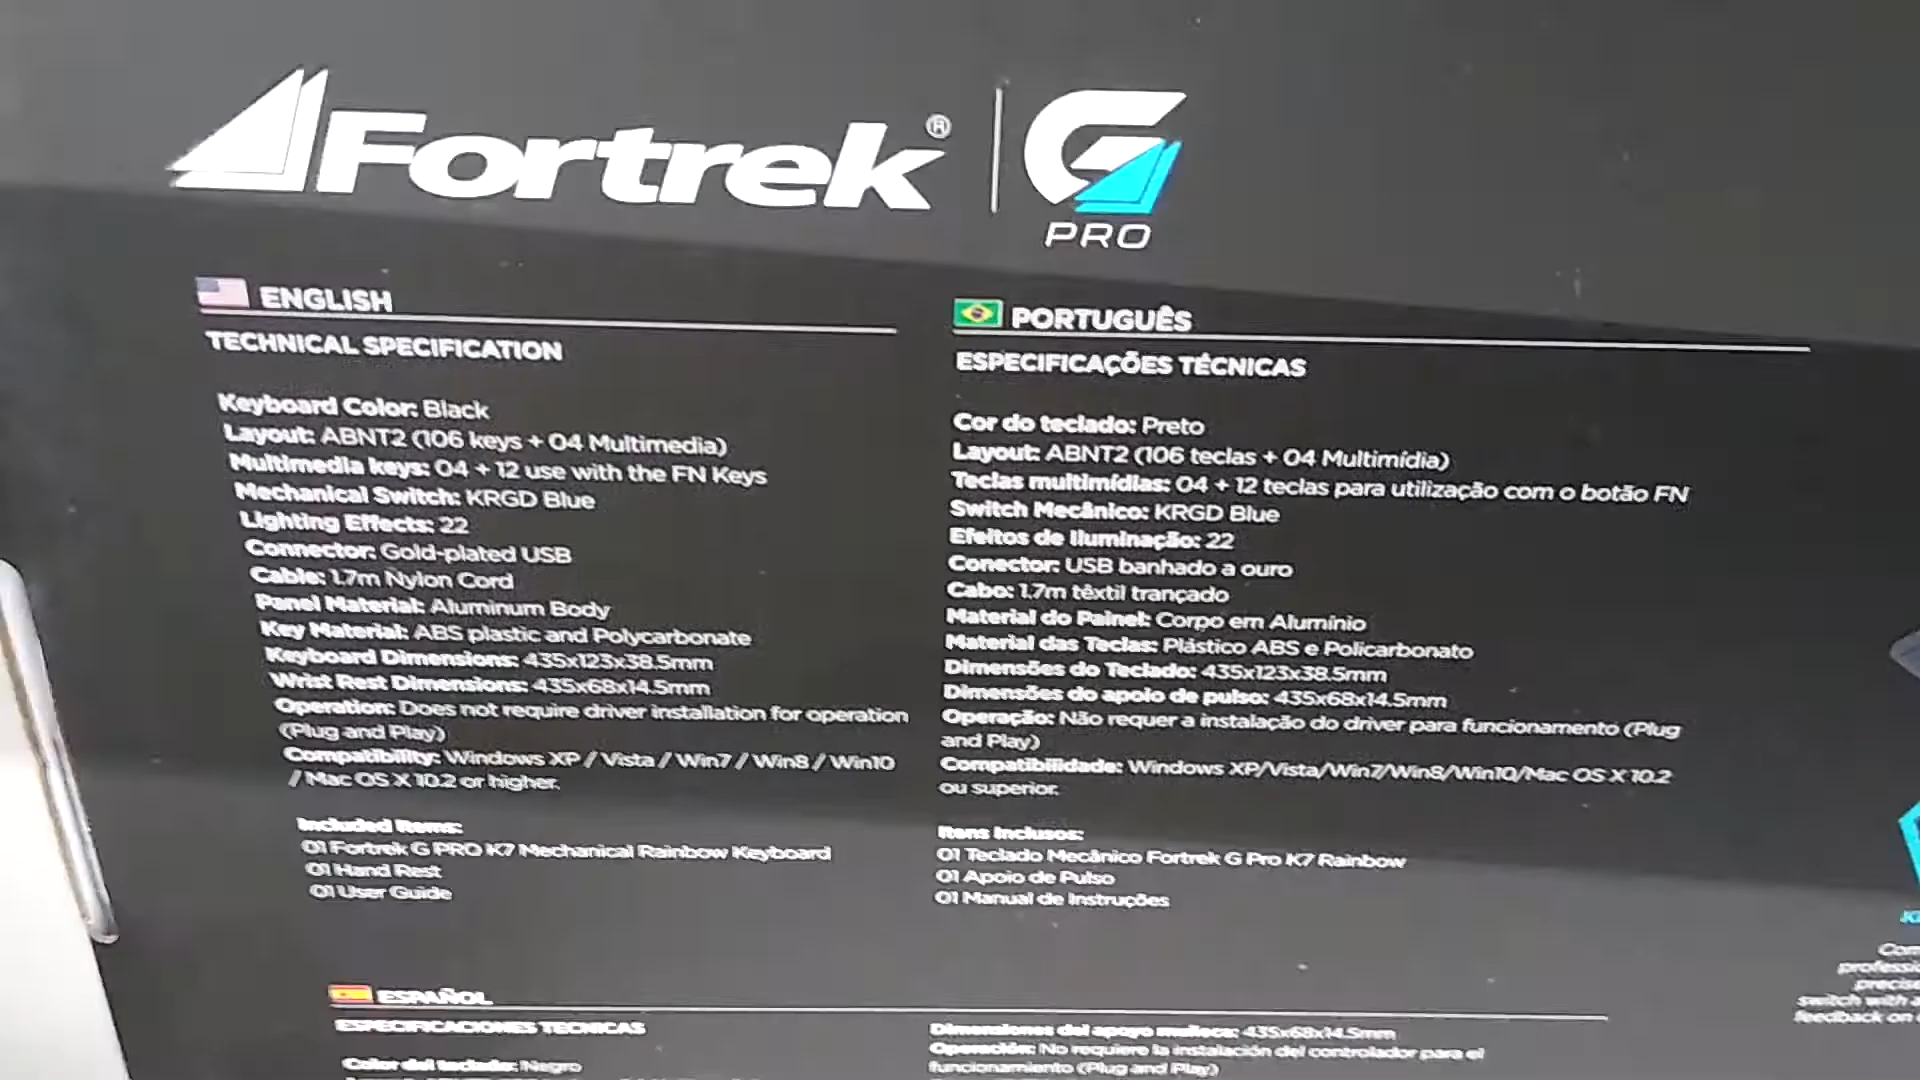 Fortrek®
G
PRO
ENGLISH
TECHNICAL SPECIFICATION
Keyboard Color: Black
Layout: ABNT2 (106 keys + 04 Multimedia)
Multimedia keys: 04 + 12 use with the FN Keys
Mechanical Switch: KRGD Blue
Lighting Effects: 22
Connector: Gold-plated USB
Cable: 1.7m Nylon Cord
Panel Material: Aluminum Body
Key Material: ABS plastic and Polycarbonate
Keyboard Dimensions: 435x123x38.5mm
Wrist Rest Dimensions: 435x68x14.5mm
Operation: Does not require driver installation for operation
(Plug and Play)
Compatibility: Windows XP / Vista / Win7 / Win8 / Win10
/ Mac OS X 10.2 or higher.
Included Items:
01 Fortrek G PRO K7 Mechanical Rainbow Keyboard
01 Hand Rest
01 User Guide
PORTUGUÊS
ESPECIFICAÇÕES TÉCNICAS
Cor do teclado: Preto
Layout: ABNT2 (106 teclas + 04 Multimídia)
Teclas multimídias: 04 + 12 teclas para utilização com o botão FN
Switch Mecânico: KRGD Blue
Efeitos de Iluminação: 22
Conector: USB banhado a ouro
Cabo: 1.7m têxtil trançado
Material do Painel: Corpo em Alumínio
Material das Teclas: Plástico ABS e Policarbonato
Dimensões do Teclado: 435x123x38.5mm
Dimensões do apoio de pulso: 435x68x14.5mm
Operação: Não requer a instalação do driver para funcionamento (Plug
and Play)
Compatibilidade: Windows XP/Vista/Win7/Win8/Win10/Mac OS X 10.2
ou superior.
Itens Inclusos:
01 Teclado Mecânico Fortrek G Pro K7 Rainbow
01 Apoio de Pulso
01 Manual de Instruções
ESPAÑOL
ESPECIFICACIONES TECNICAS
Color del teclado: Negro
Dimensiones del apoyo muñeca: 435x68x14.5mm
Operación: No requiere la instalación del controlador para el
funcionamiento (Plug and Play)
switch with a
feedback on